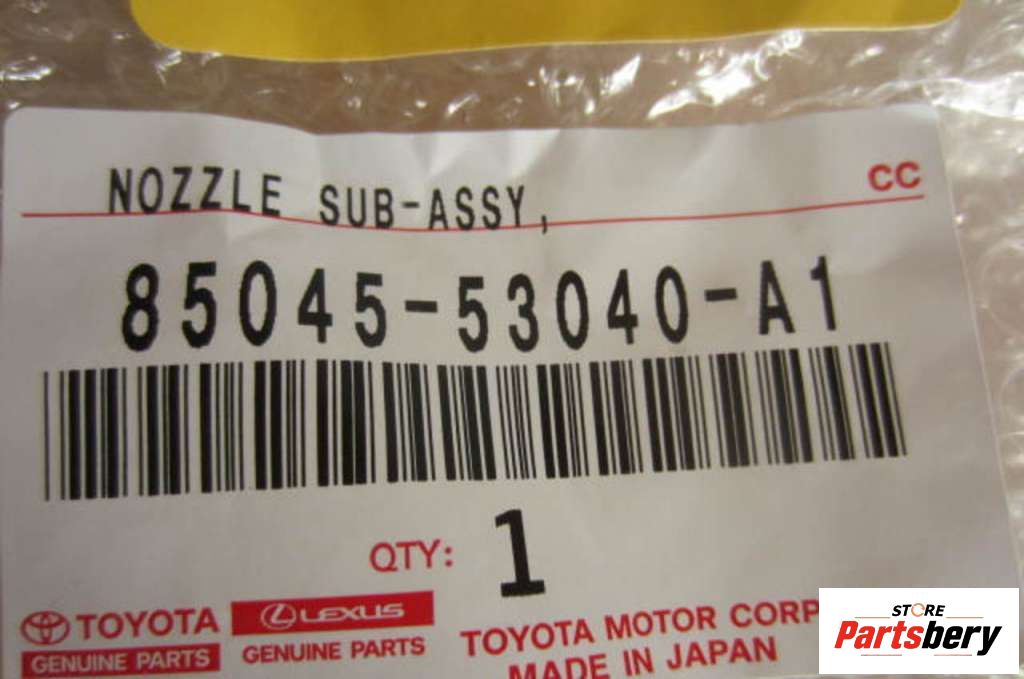 CC
NOZZLE SUB-ASSY,
85045-53040-A1
QTY: 1
TOYOTA
GENUINE PARTS
LEXUS
GENUINE PARTS
TOYOTA MOTOR CORP
MADE IN JAPAN
STORE
Partsbery